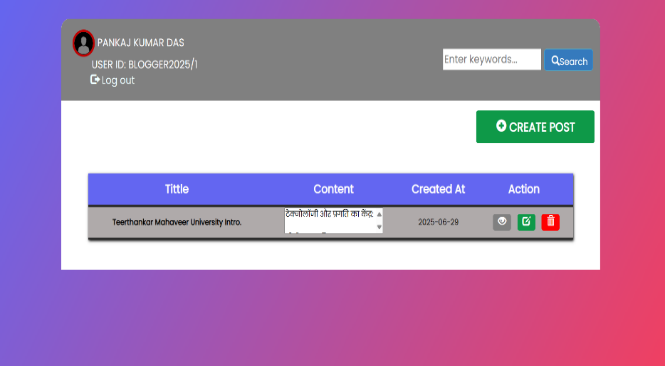 PANKAJ KUMAR DAS
USER ID: BLOGGER2025/1
Log out
Enter keywords...
Search
CREATE POST
Tittle Content Created At Action
Teerthankar Mahaveer University Intro. टेक्नोलॉजी और प्रगति का केंद्र: 2025-06-29